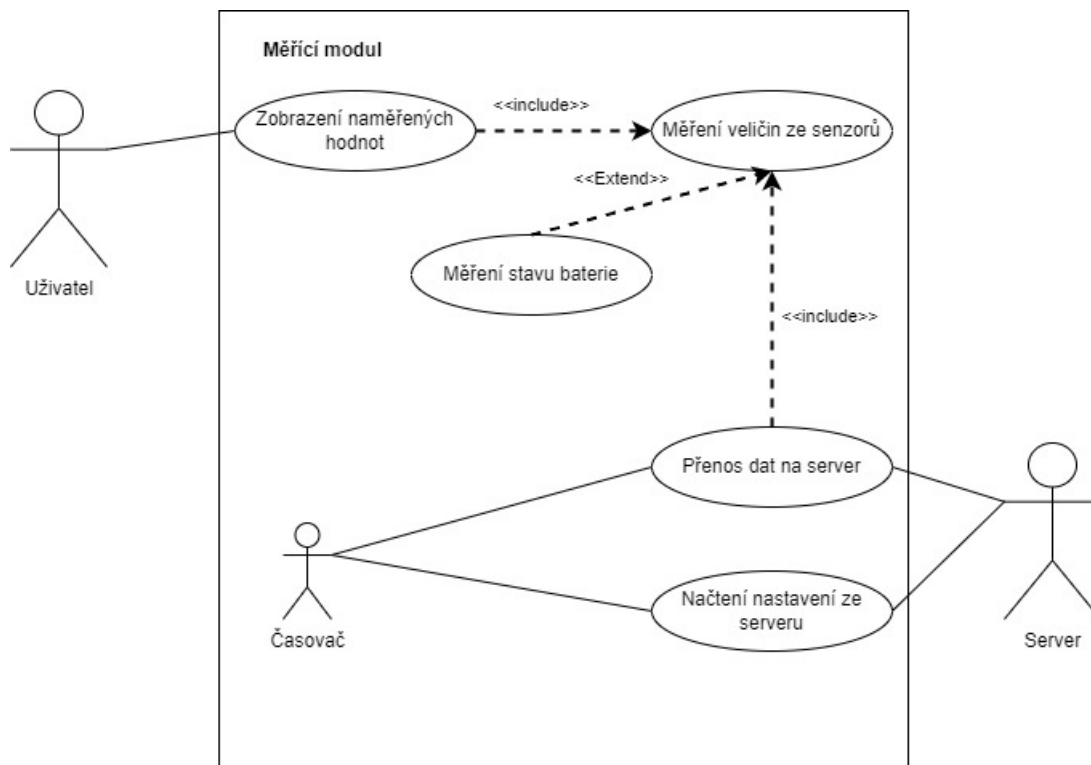 Měřící modul
Zobrazení naměřených
hodnot
<<include>>
Měření veličin ze senzorů
<<Extend>>
Měření stavu baterie
Uživatel
<<include>>
Přenos dat na server
Načtení nastavení ze
serveru
Časovač
Server